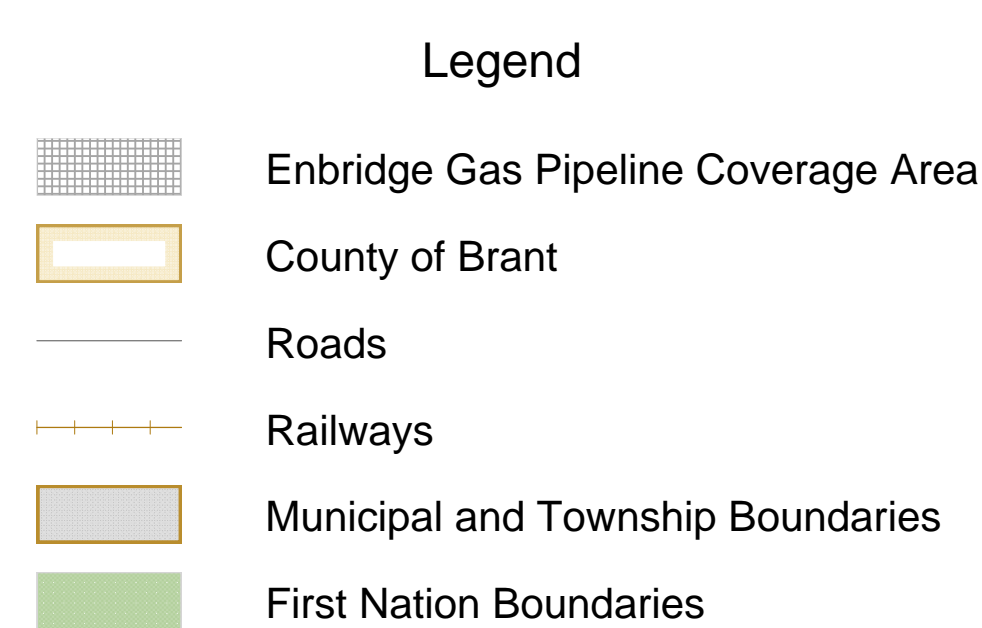 Legend
Enbridge Gas Pipeline Coverage Area
County of Brant
Roads
Railways
Municipal and Township Boundaries
First Nation Boundaries